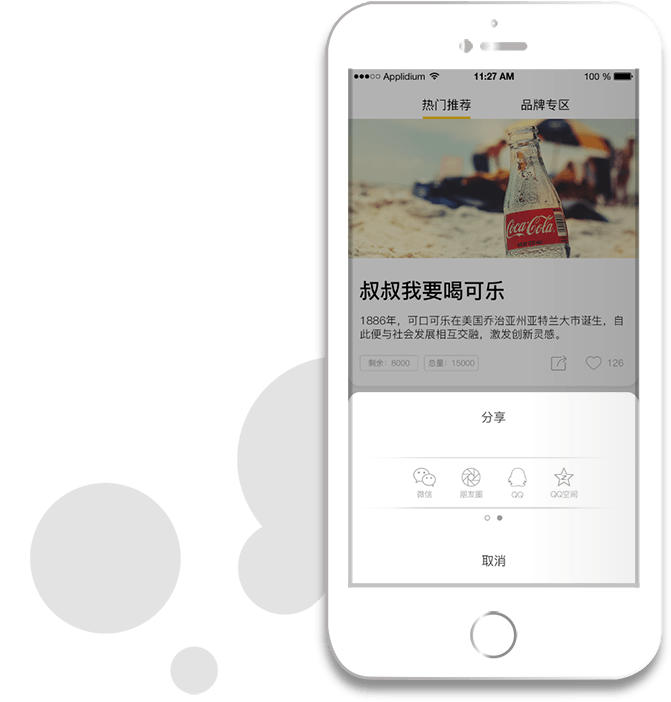 Applidium 11:27 AM 100 %
热门推荐 品牌专区
Coca-Cola
叔叔我要喝可乐
1886年，可口可乐在美国乔治亚州亚特兰大市诞生，自
此便与社会发展相互交融，激发创新灵感。
剩余：8000 总量：15000 126
分享
微信 朋友圈 QQ QQ空间
取消